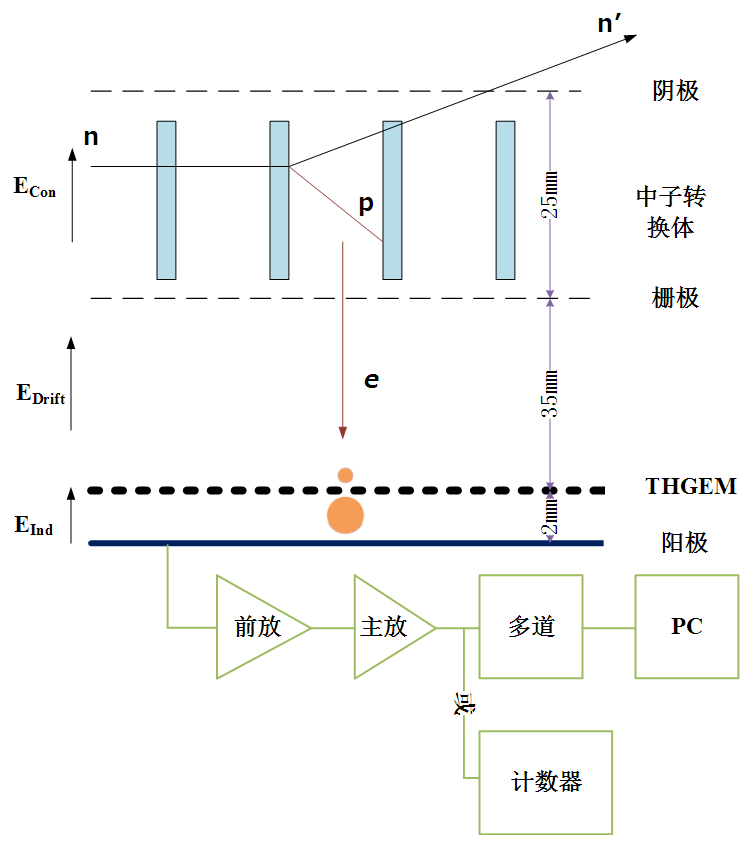 n′
阴极
n
E_Con
25mm
中子转
换体
p
栅极
E_Drift
e
35mm
THGEM
E_Ind
2mm
阳极
前放
主放
多道
PC
或
计数器